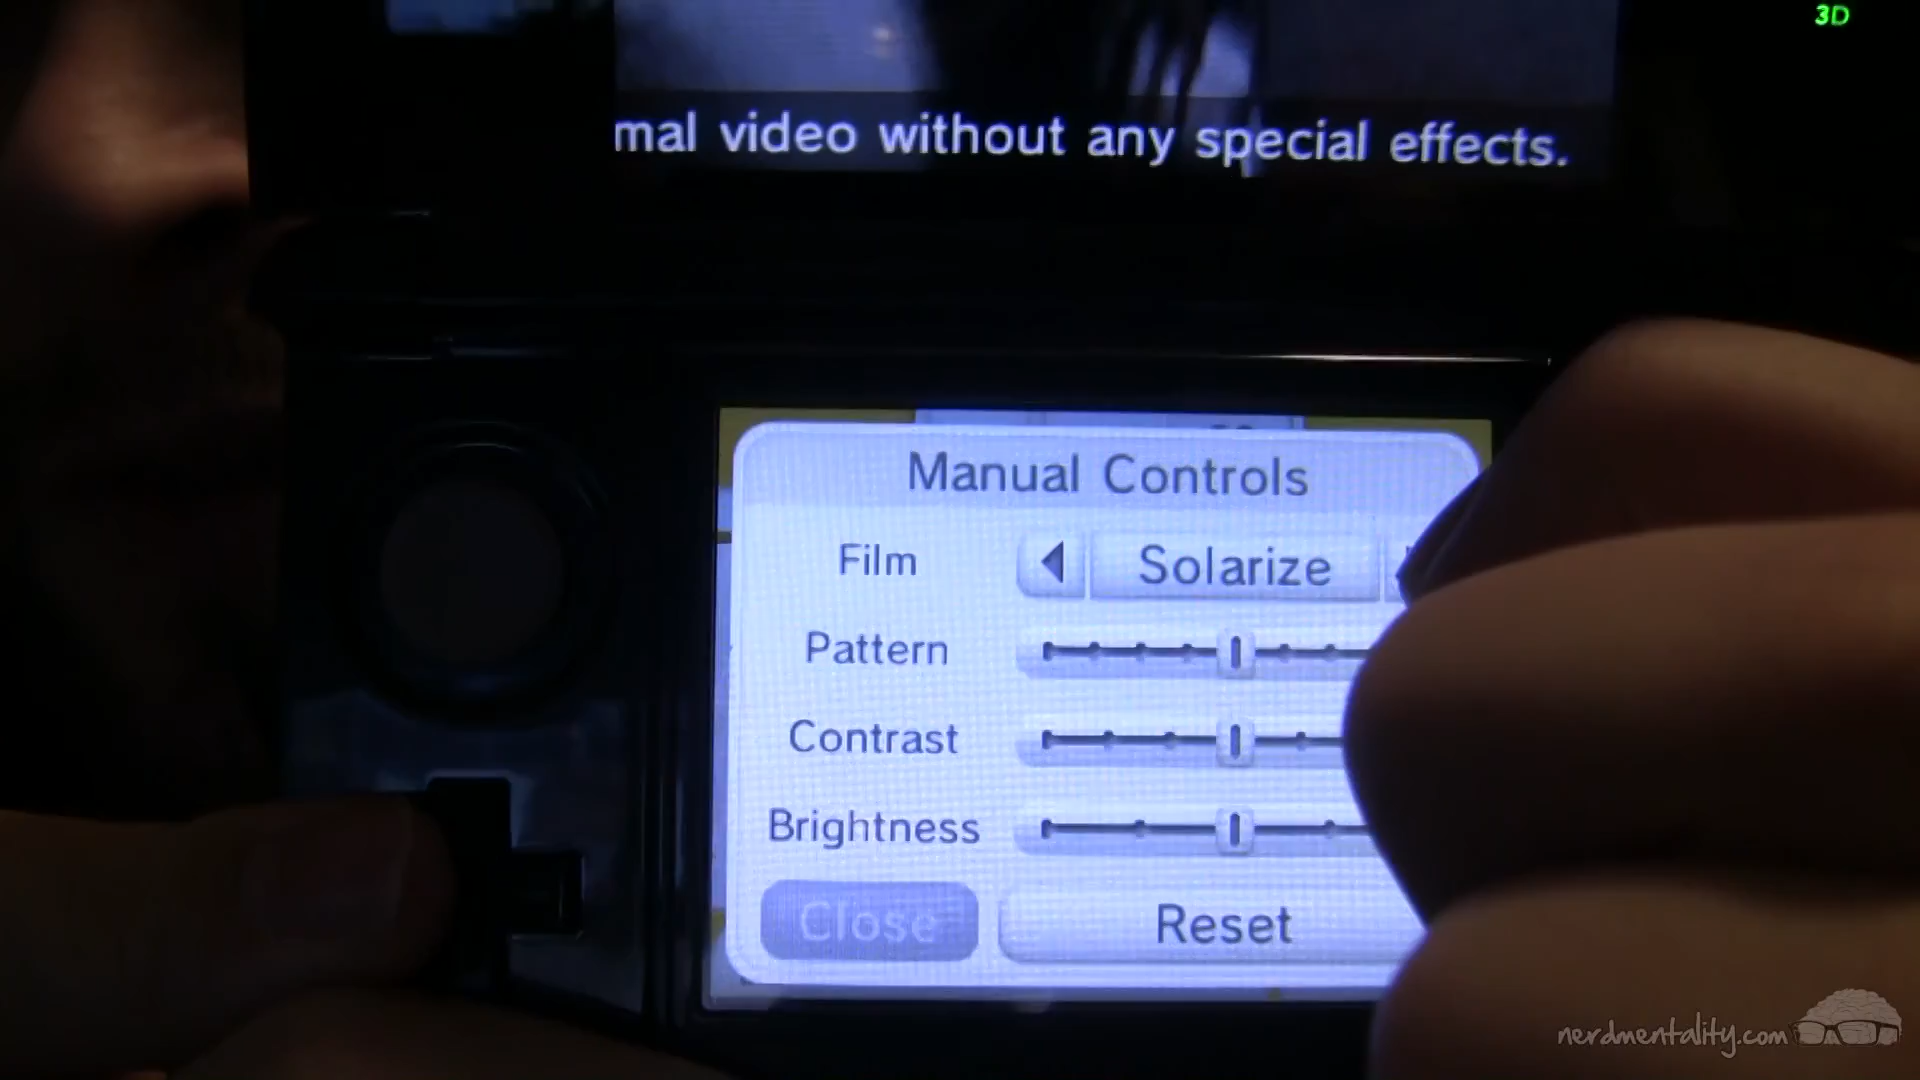 3D
mal video without any special effects.
Manual Controls
Film
Solarize
Pattern
Contrast
Brightness
Close
Reset
nerdmentality.com